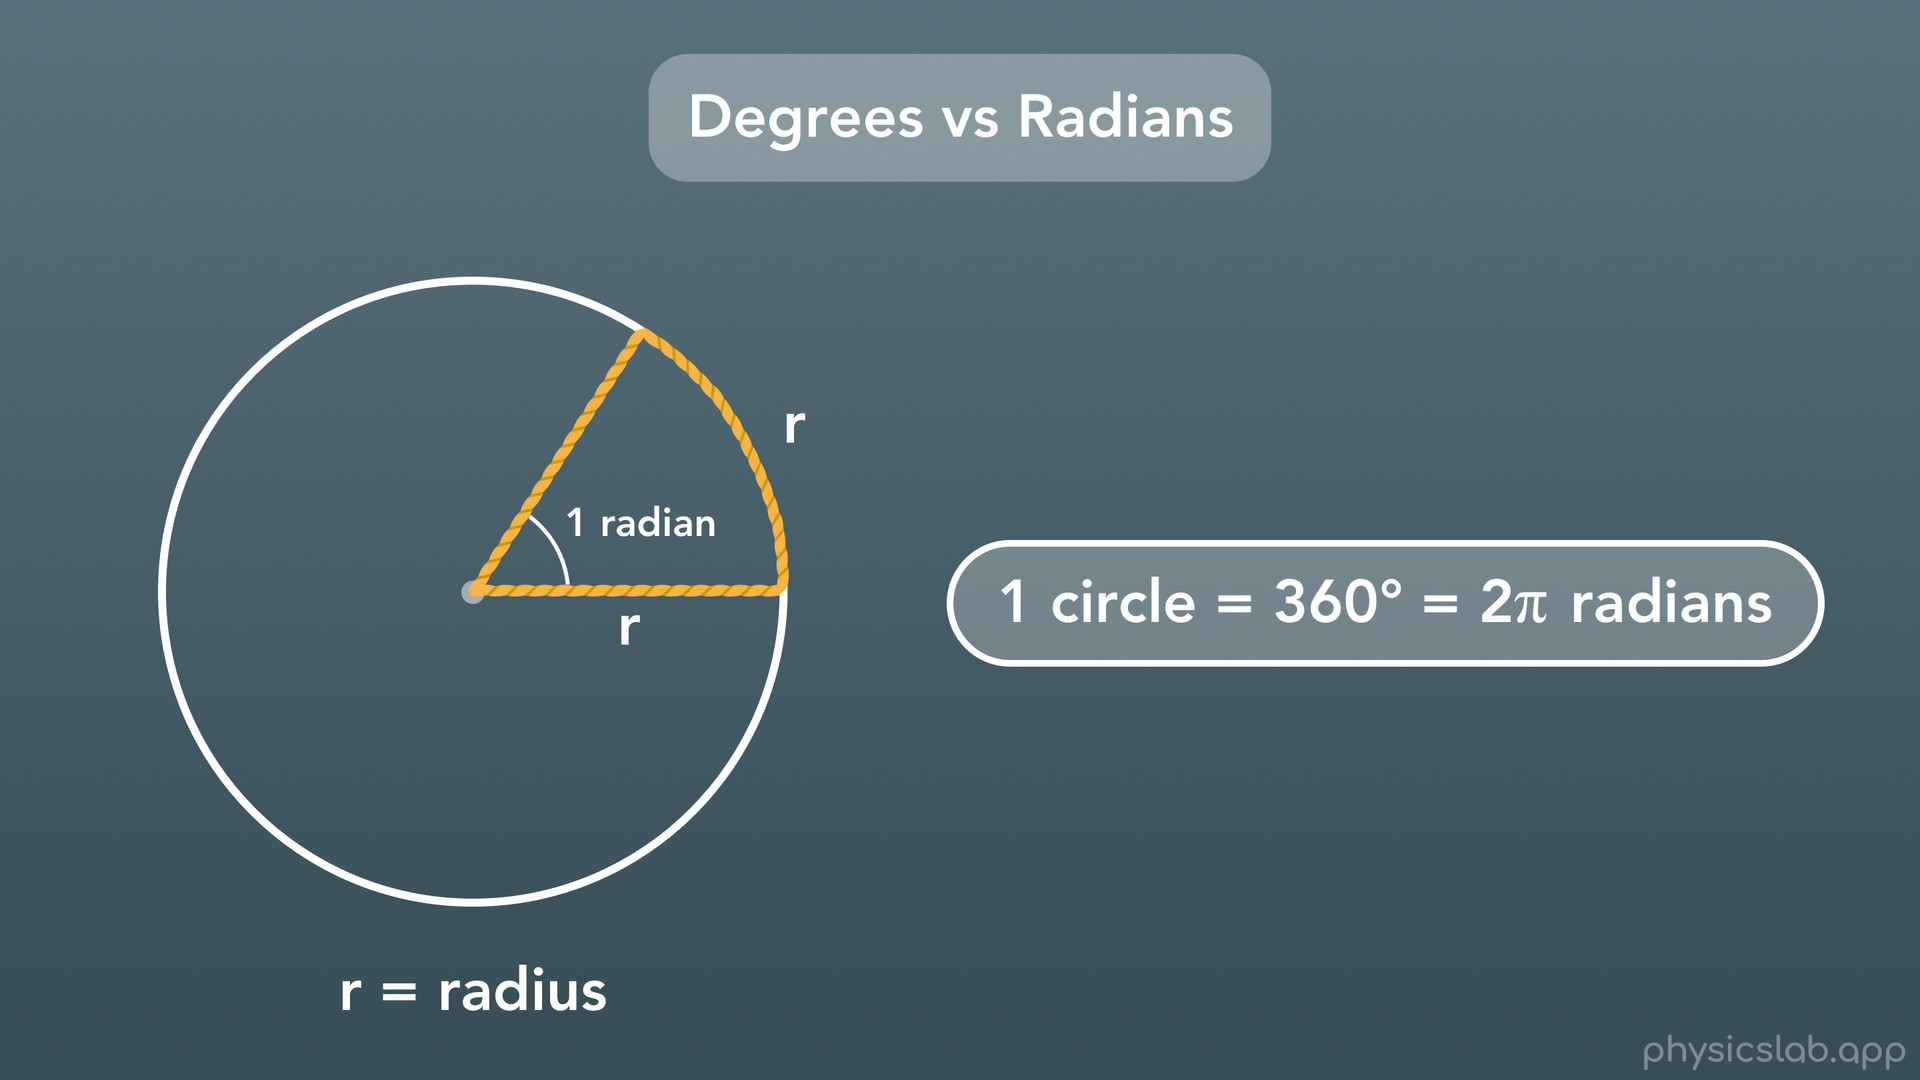 Degrees vs Radians
r
1 radian
r
1 circle = 360° = 2π radians
r = radius
physicslab.app